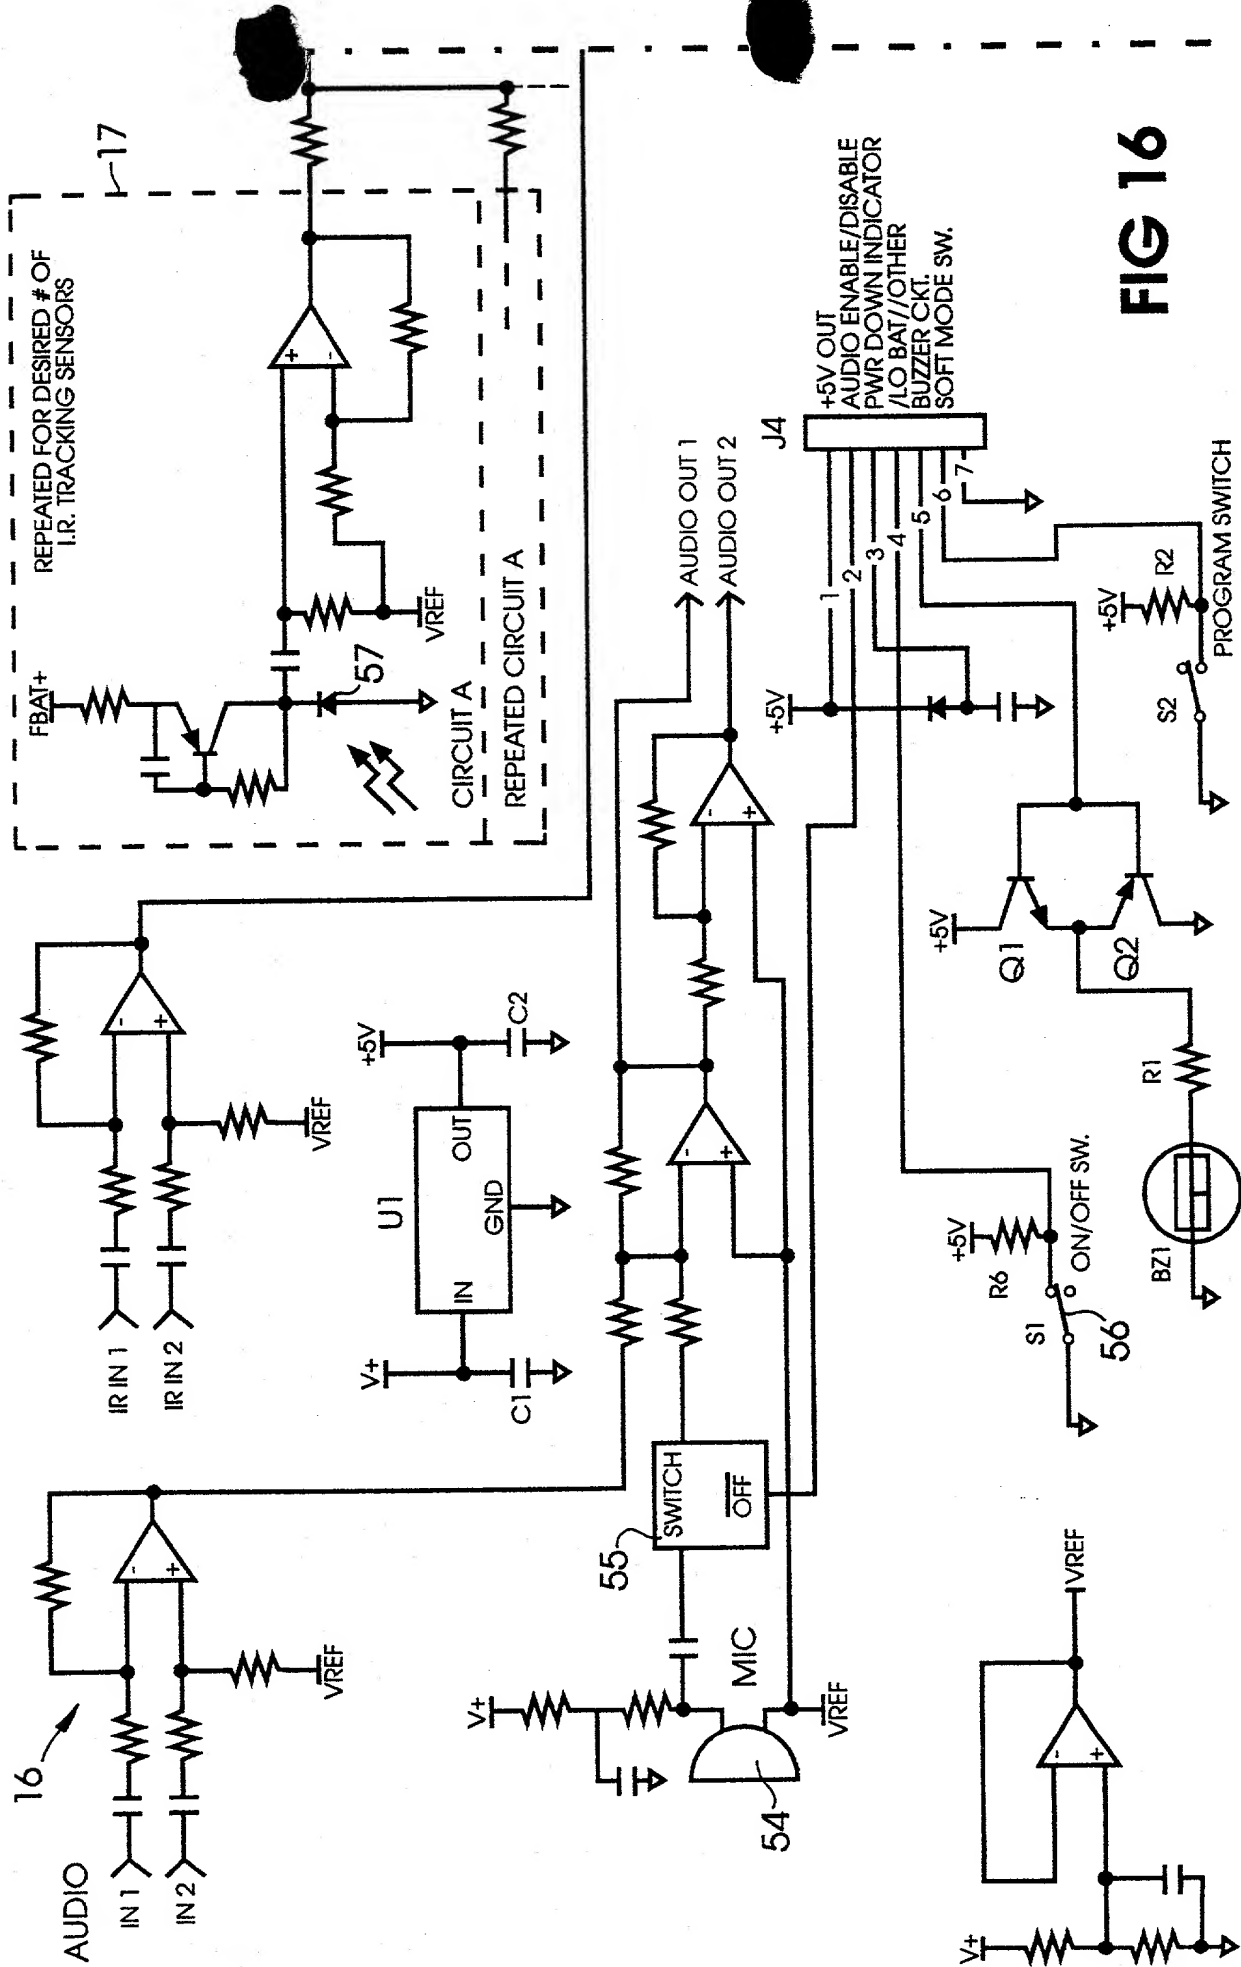 16
AUDIO
IN 1
IN 2
VREF
IR IN 1
IR IN 2
VREF
17
REPEATED FOR DESIRED # OF
I.R. TRACKING SENSORS
FBAT+
57
VREF
CIRCUIT A
REPEATED CIRCUIT A
V+
C1
U1
IN
OUT
GND
+5V
C2
V+
MIC
54
VREF
55
SWITCH
OFF
AUDIO OUT 1
AUDIO OUT 2
J4
+5V OUT
AUDIO ENABLE/DISABLE
PWR DOWN INDICATOR
/LO BAT//OTHER
BUZZER CKT.
SOFT MODE SW.
1
2
3
4
5
6
7
+5V
+5V
R6
S1
56
ON/OFF SW.
+5V
Q1
Q2
R1
BZ1
+5V
R2
S2
PROGRAM SWITCH
V+
VREF
FIG 16
+
-
+
-
+
-
+
-
+
-
+
-